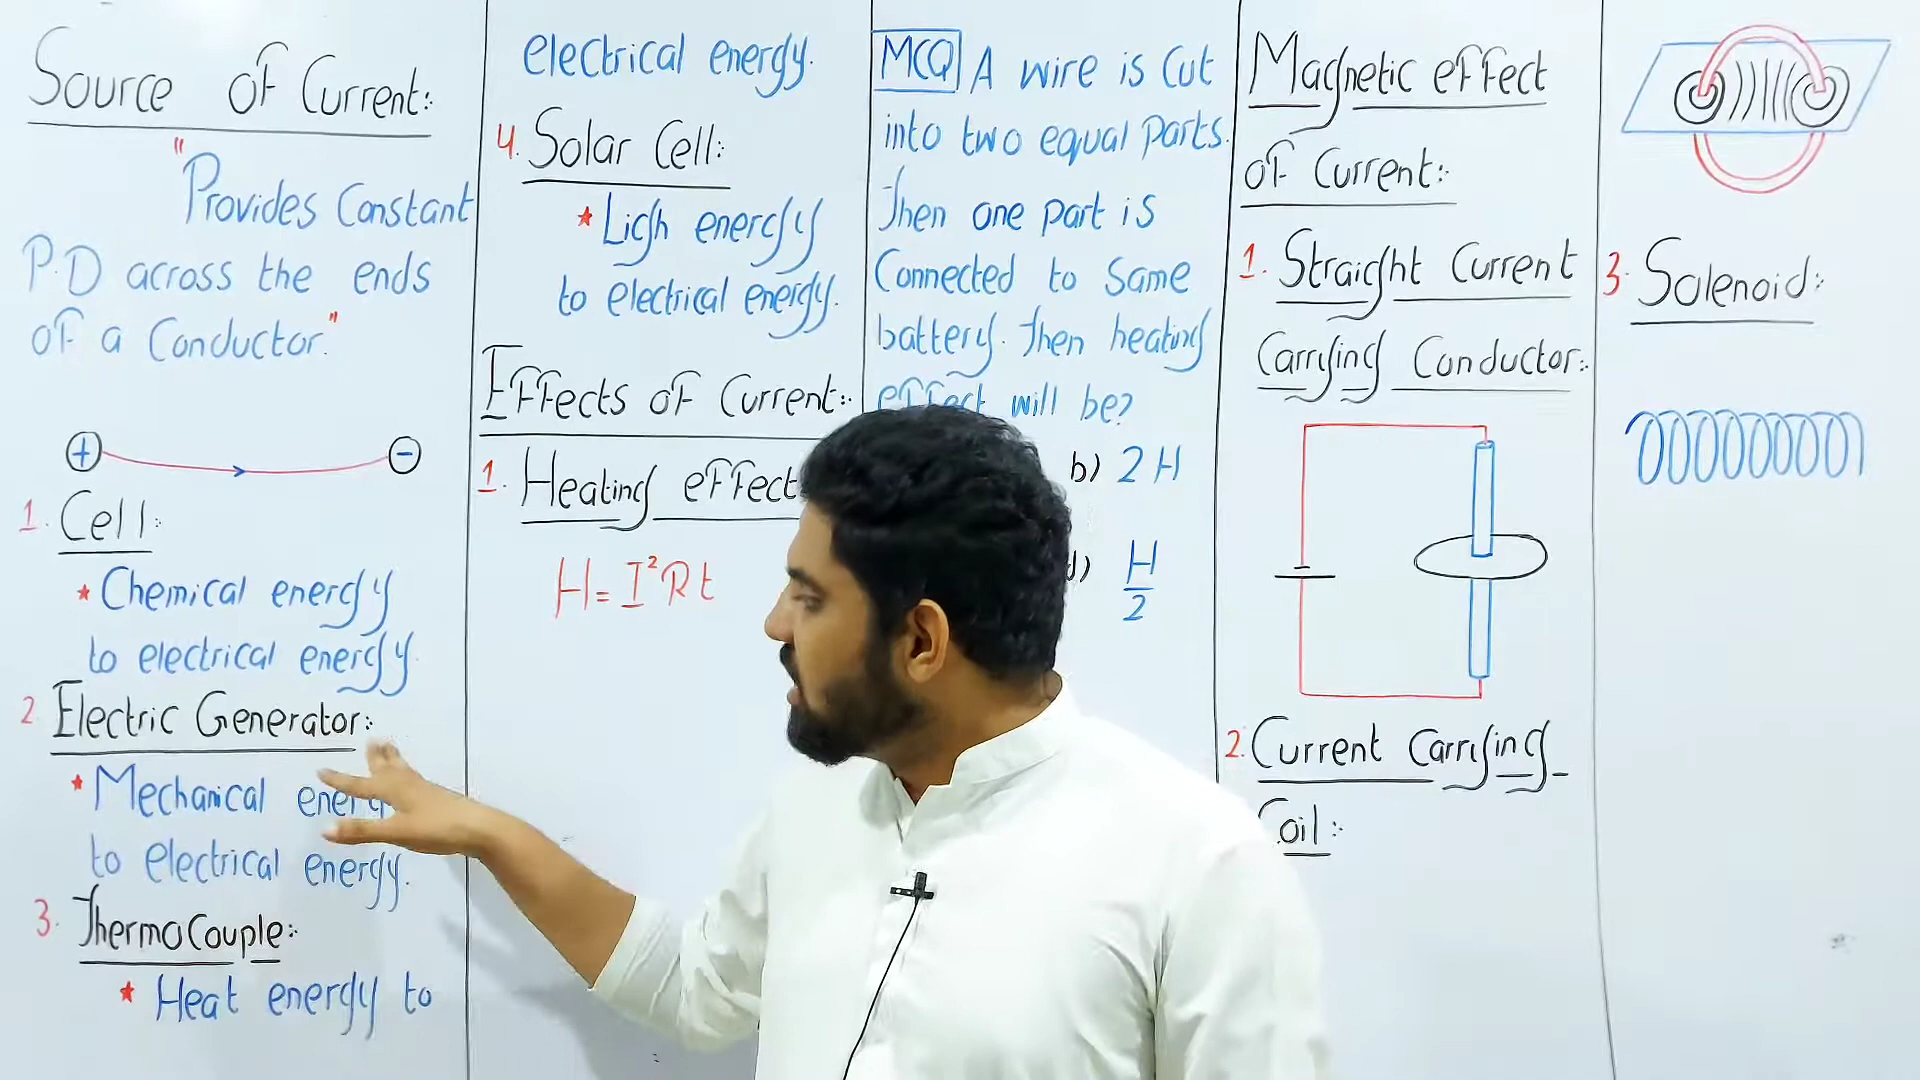 Source of Current:
"Provides Constant
P.D across the ends
of a Conductor."
+ −
1. Cell:
* Chemical energy
to electrical energy.
2 Electric Generator:
* Mechanical energy
to electrical energy.
3. ThermoCouple:
* Heat energy to
electrical energy.
4. Solar Cell:
* Ligh energy
to electrical energy.
Effects of Current:
1. Heating effect
H = I²Rt
MCQ A wire is Cut
into two equal parts.
Then one part is
Connected to Same
battery. Then heating
effect will be?
b) 2H
d) H/2
Magnetic effect
of Current:
1. Straight Current
Carrying Conductor:
2. Current Carrying
Coil:
3. Solenoid: